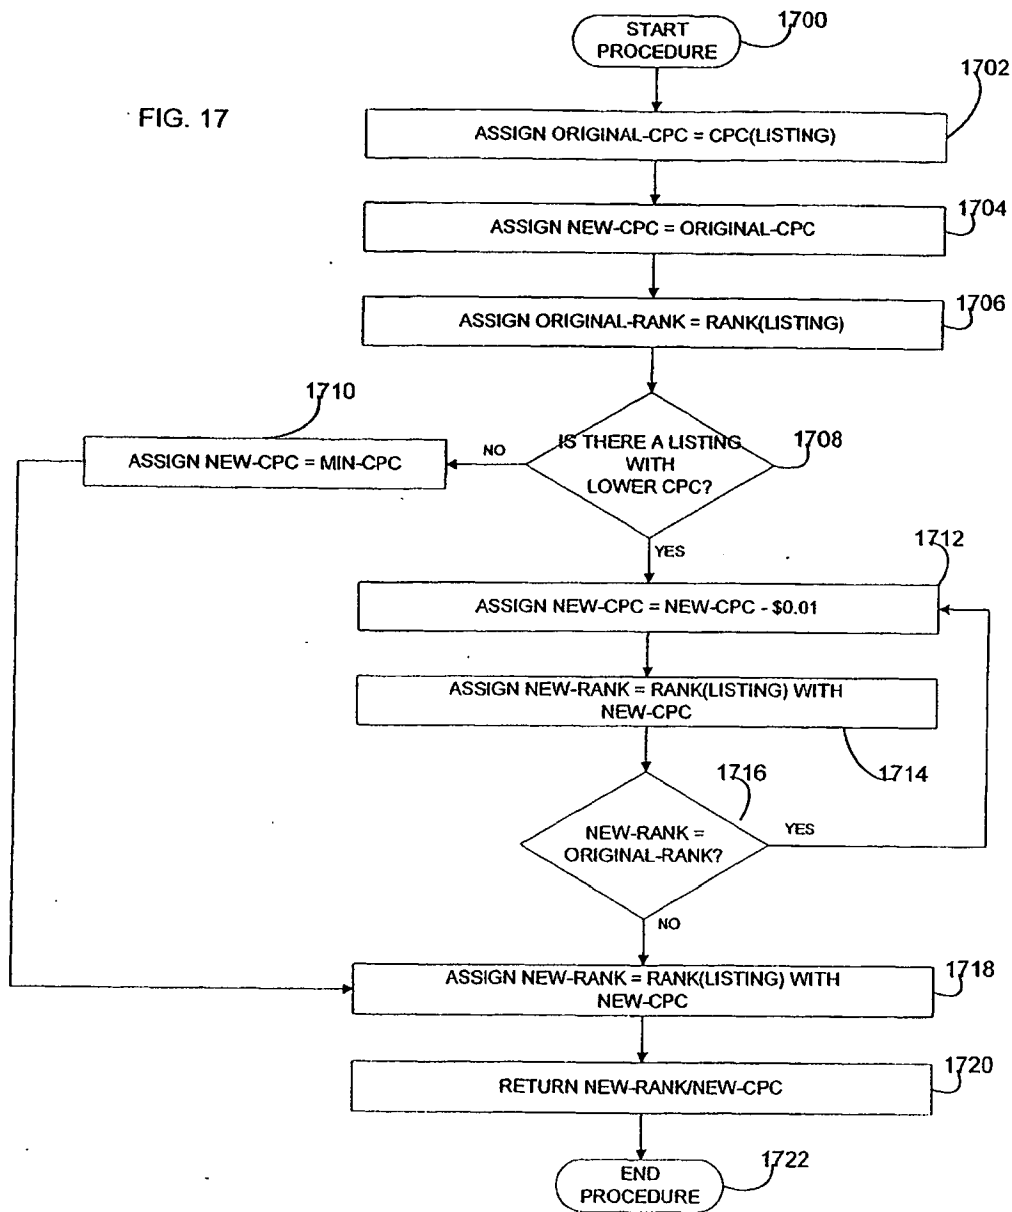 START
PROCEDURE
1700
FIG. 17
1702
ASSIGN ORIGINAL-CPC = CPC(LISTING)
1704
ASSIGN NEW-CPC = ORIGINAL-CPC
1706
ASSIGN ORIGINAL-RANK = RANK(LISTING)
1710
ASSIGN NEW-CPC = MIN-CPC
NO
IS THERE A LISTING
WITH
LOWER CPC?
1708
YES
1712
ASSIGN NEW-CPC = NEW-CPC - $0.01
ASSIGN NEW-RANK = RANK(LISTING) WITH
NEW-CPC
1714
1716
NEW-RANK =
ORIGINAL-RANK?
YES
NO
ASSIGN NEW-RANK = RANK(LISTING) WITH
NEW-CPC
1718
RETURN NEW-RANK/NEW-CPC
1720
END
PROCEDURE
1722